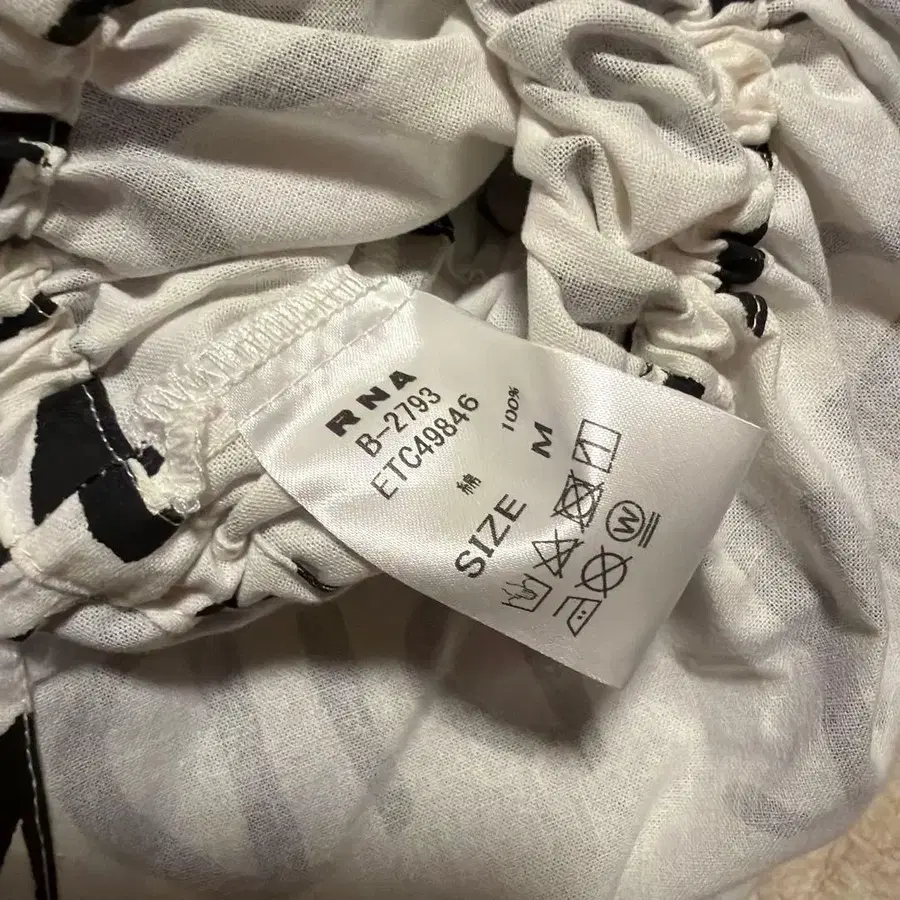 RNA
B-2793
ETC49846
綿 100%
SIZE M
W